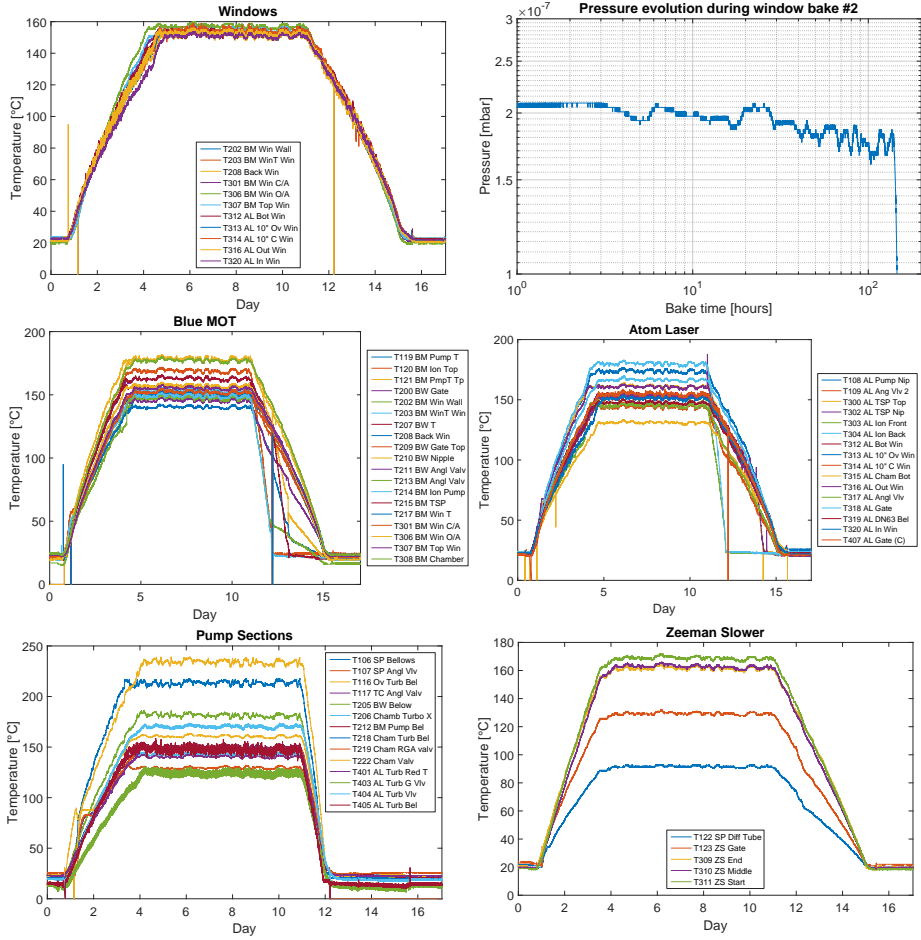 Windows
Temperature [°C]
160
140
120
100
80
60
40
20
0
T202 BM Win Wall
T203 BM WinT Win
T208 Back Win
T301 BM Win C/A
T306 BM Win O/A
T307 BM Top Win
T312 AL Bot Win
T313 AL 10" Ov Win
T314 AL 10" C Win
T316 AL Out Win
T320 AL In Win
0 2 4 6 8 10 12 14 16
Day
Pressure evolution during window bake #2
Pressure [mbar]
3 ×10⁻⁷
2.5
2
1
10⁰ 10¹ 10²
Bake time [hours]
Blue MOT
Temperature [°C]
200
150
100
50
0
0 5 10 15
Day
T119 BM Pump T
T120 BM Ion Top
T121 BM PmpT Tp
T200 BW Gate
T202 BM Win Wall
T203 BM WinT Win
T207 BW T
T208 Back Win
T209 BW Gate Top
T210 BW Nipple
T211 BW Angl Valv
T213 BM Angl Valv
T214 BM Ion Pump
T215 BM TSP
T217 BM Win T
T301 BM Win C/A
T306 BM Win O/A
T307 BM Top Win
T308 BM Chamber
Atom Laser
Temperature [°C]
200
150
100
50
0
0 5 10 15
Day
T108 AL Pump Nip
T109 AL Ang Vlv 2
T300 AL TSP Top
T302 AL TSP Nip
T303 AL Ion Front
T304 AL Ion Back
T312 AL Bot Win
T313 AL 10" Ov Win
T314 AL 10" C Win
T315 AL Cham Bot
T316 AL Out Win
T317 AL Angl Vlv
T318 AL Gate
T319 AL DN63 Bel
T320 AL In Win
T407 AL Gate (C)
Pump Sections
Temperature [°C]
250
200
150
100
50
0
0 2 4 6 8 10 12 14 16
Day
T106 SP Bellows
T107 SP Angl Vlv
T116 Ov Turb Bel
T117 TC Angl Valv
T205 BW Below
T206 Chamb Turbo X
T212 BM Pump Bel
T218 Cham Turb Bel
T219 Cham RGA valv
T222 Cham Valv
T401 AL Turb Red T
T403 AL Turb G Vlv
T404 AL Turb Vlv
T405 AL Turb Bel
Zeeman Slower
Temperature [°C]
180
160
140
120
100
80
60
40
20
0
T122 SP Diff Tube
T123 ZS Gate
T309 ZS End
T310 ZS Middle
T311 ZS Start
0 2 4 6 8 10 12 14 16
Day